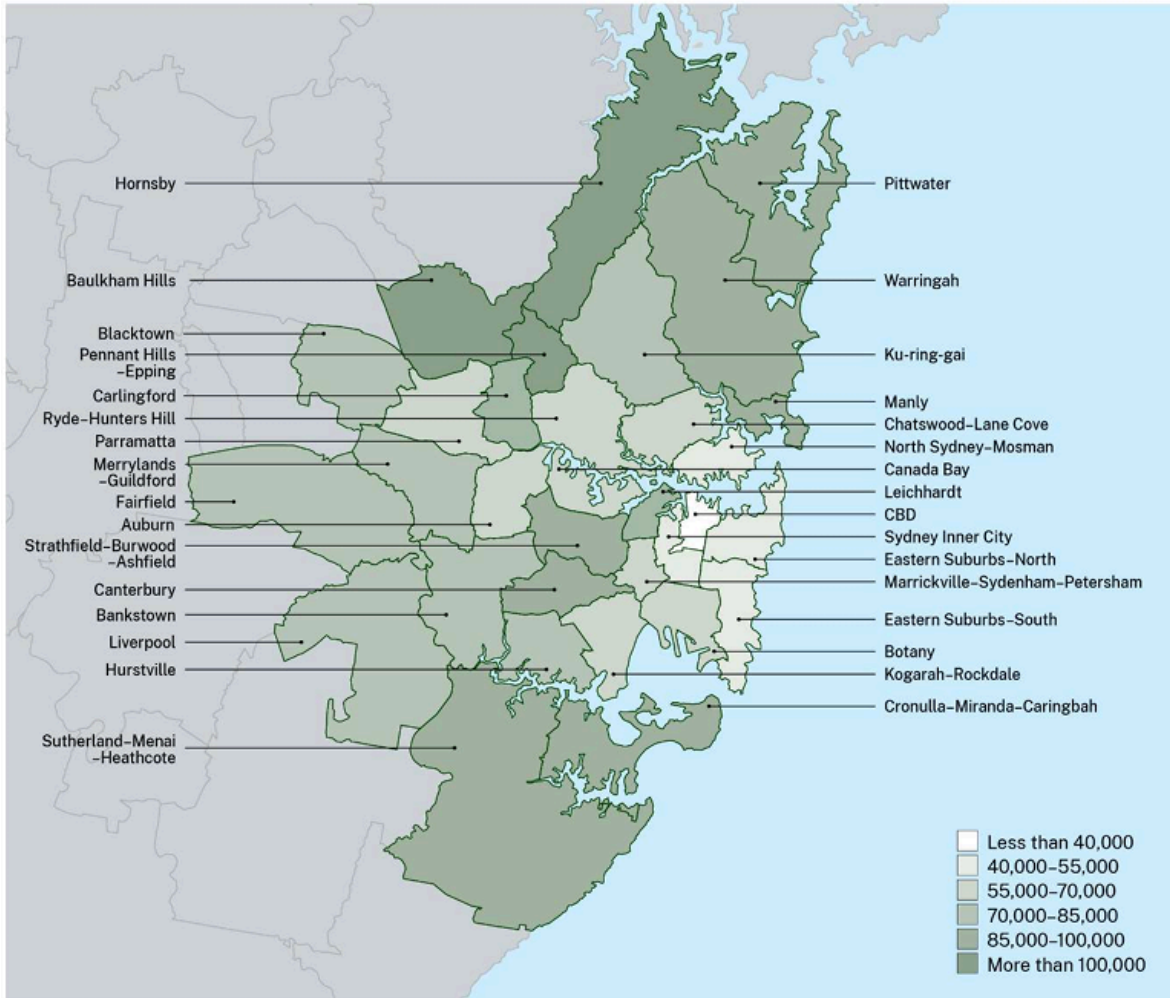 Hornsby
Baulkham Hills
Blacktown
Pennant Hills
–Epping
Carlingford
Ryde–Hunters Hill
Parramatta
Merrylands
–Guildford
Fairfield
Auburn
Strathfield–Burwood
–Ashfield
Canterbury
Bankstown
Liverpool
Hurstville
Sutherland–Menai
–Heathcote
Pittwater
Warringah
Ku-ring-gai
Manly
Chatswood–Lane Cove
North Sydney–Mosman
Canada Bay
Leichhardt
CBD
Sydney Inner City
Eastern Suburbs–North
Marrickville–Sydenham–Petersham
Eastern Suburbs–South
Botany
Kogarah–Rockdale
Cronulla–Miranda–Caringbah
Less than 40,000
40,000–55,000
55,000–70,000
70,000–85,000
85,000–100,000
More than 100,000